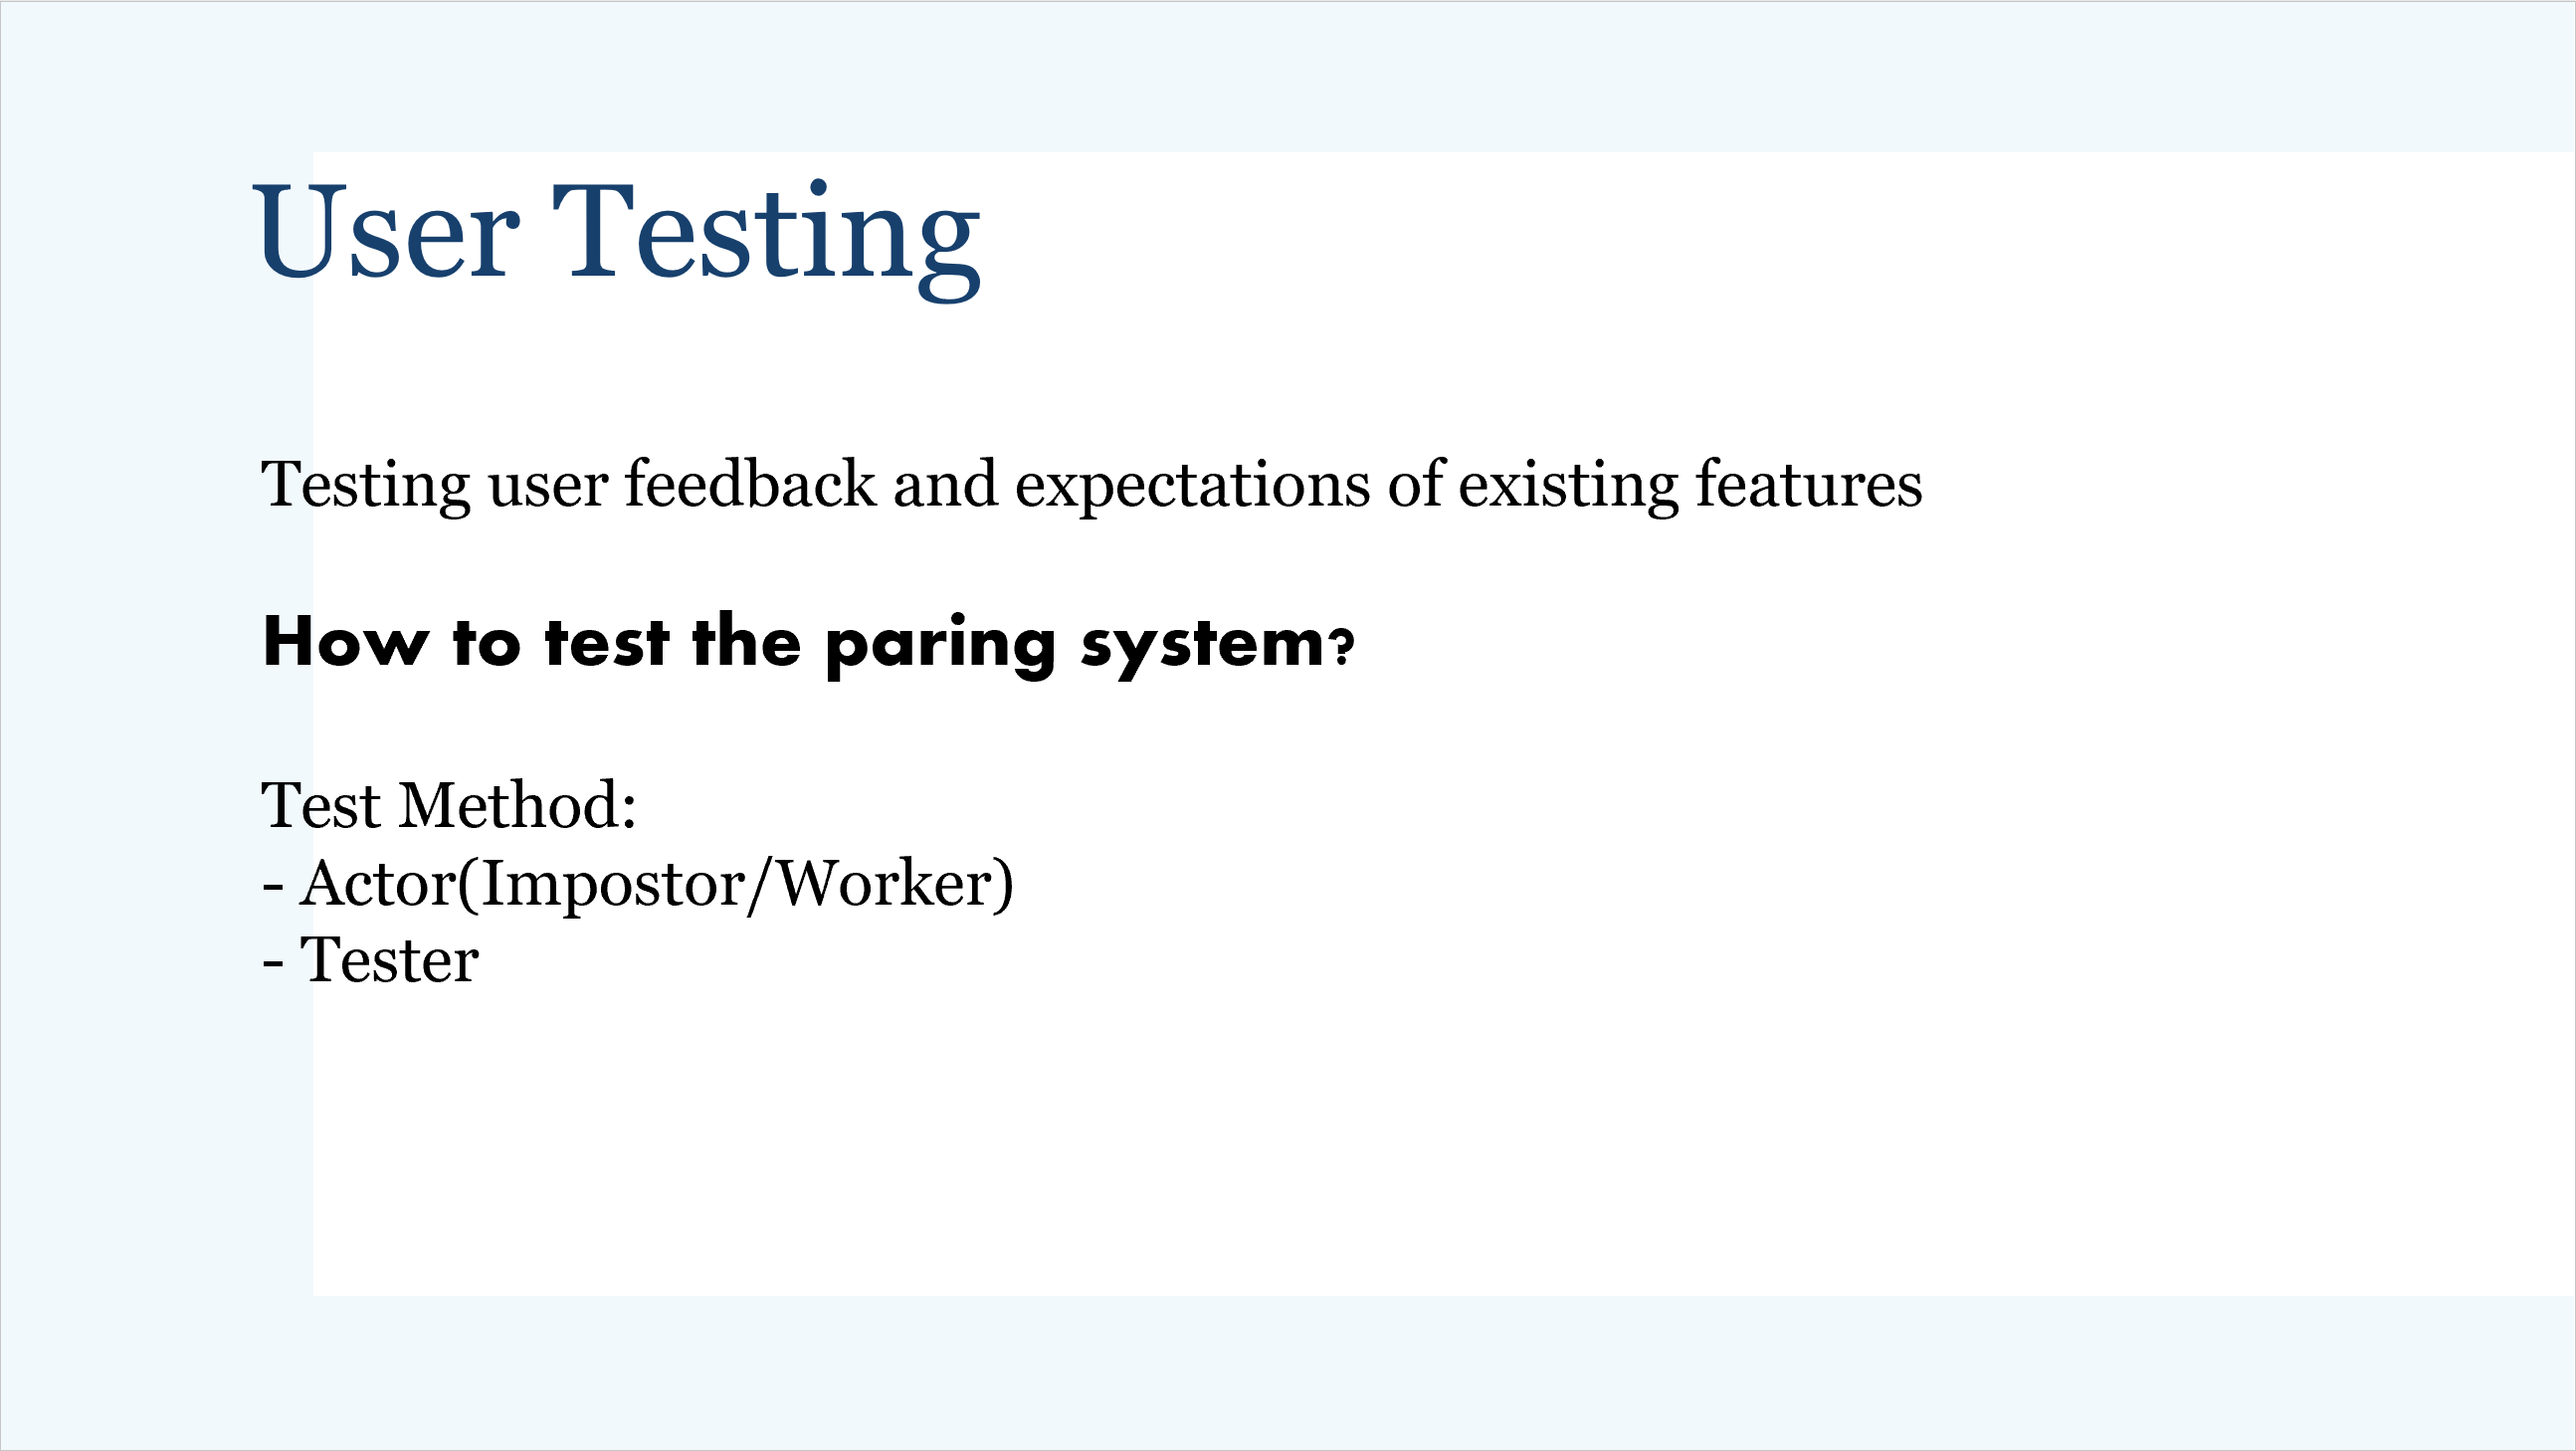 User Testing
Testing user feedback and expectations of existing features
How to test the paring system?
Test Method:
- Actor(Impostor/Worker)
- Tester